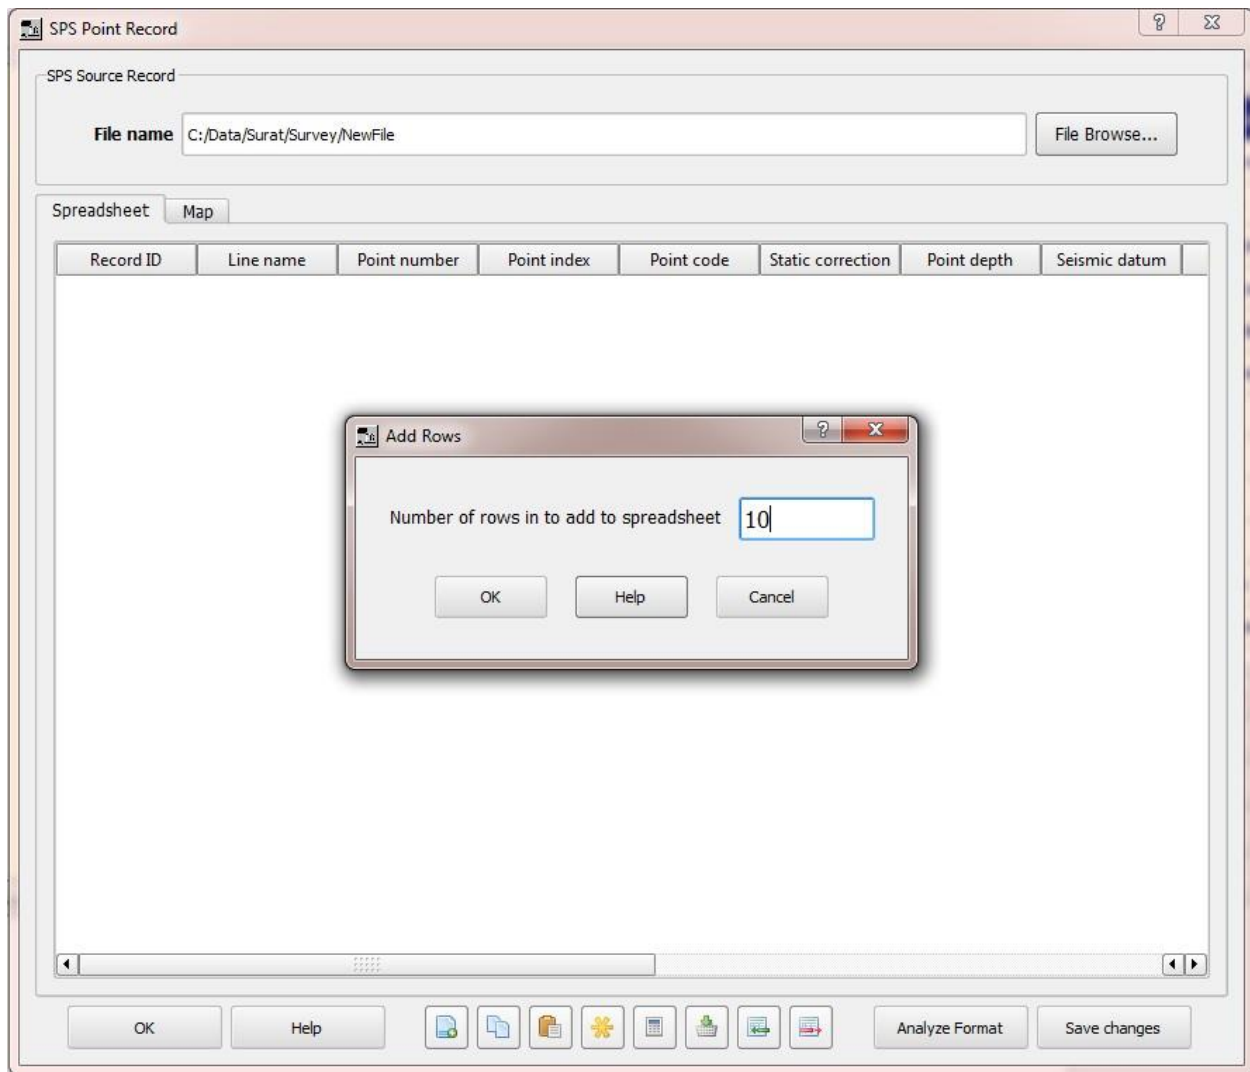 SPS Point Record
SPS Source Record
File name C:/Data/Surat/Survey/NewFile File Browse...
Spreadsheet Map
Record ID Line name Point number Point index Point code Static correction Point depth Seismic datum
Add Rows
Number of rows in to add to spreadsheet 10
OK Help Cancel
OK Help Analyze Format Save changes